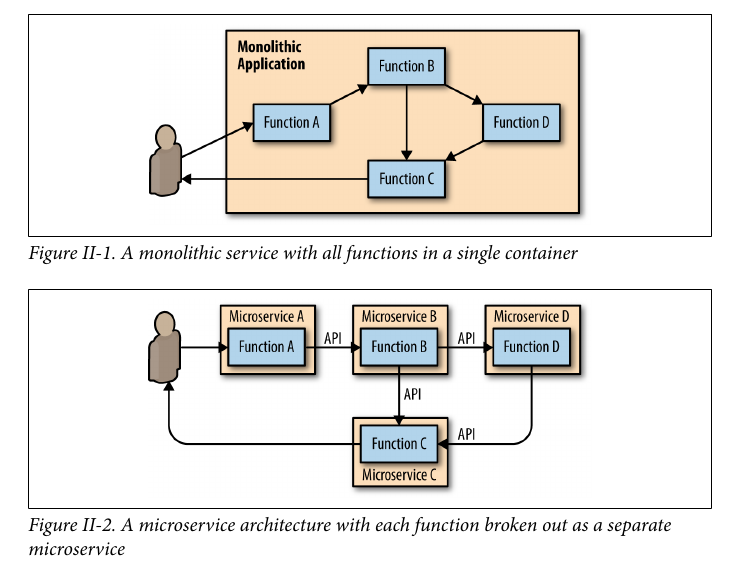 Monolithic
Application
Function B
Function A
Function D
Function C
Figure II-1. A monolithic service with all functions in a single container
Microservice A
Microservice B
Microservice D
Function A
API
Function B
API
Function D
API
Function C
API
Microservice C
Figure II-2. A microservice architecture with each function broken out as a separate
microservice